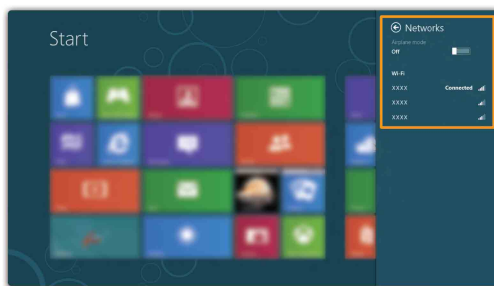 Start
Networks
Airplane mode
Off
Wi-Fi
XXXX Connected
XXXX
XXXX